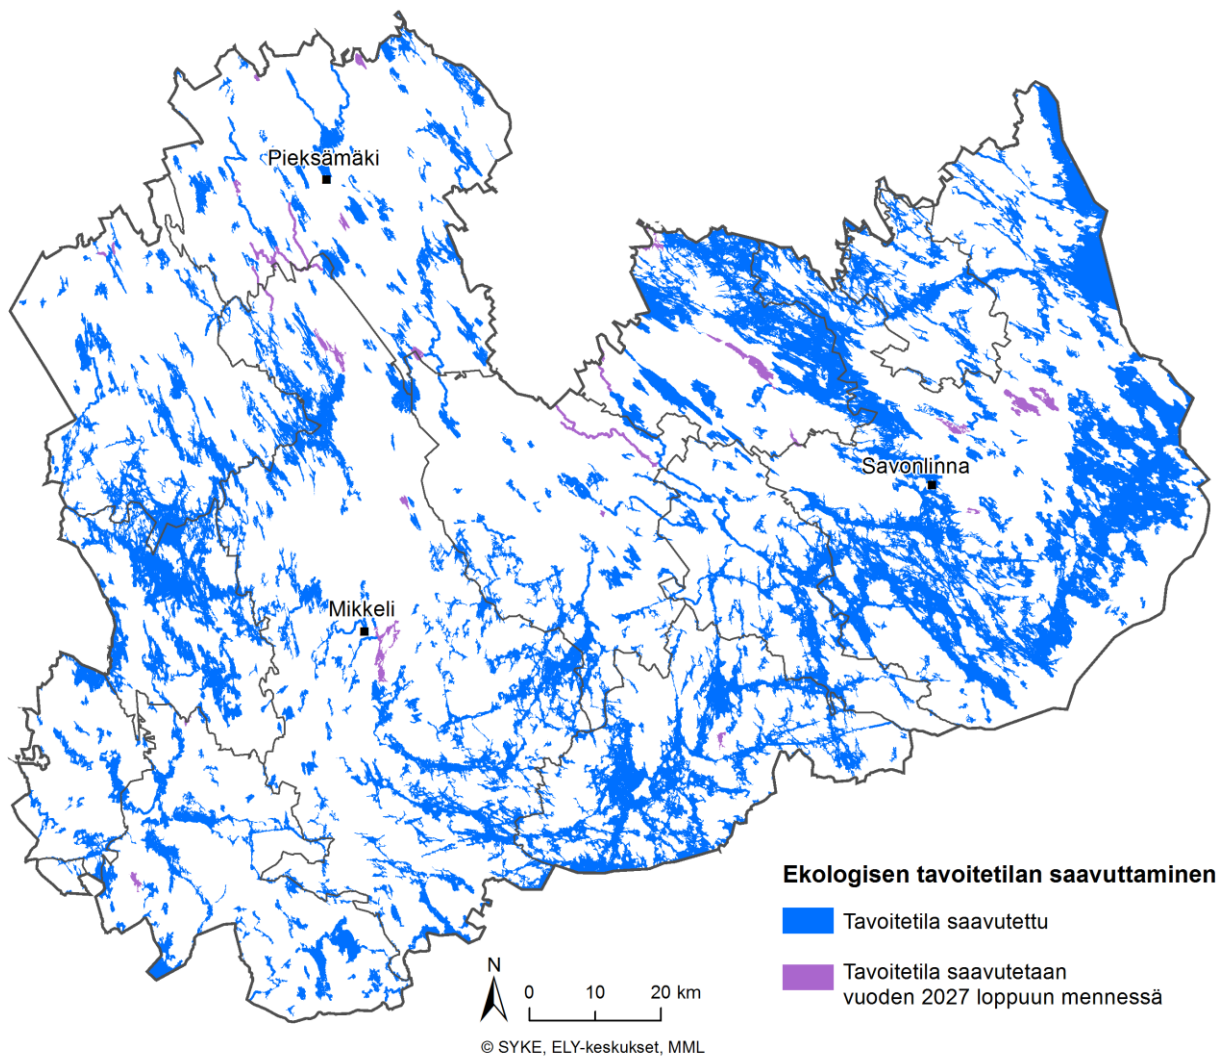 Pieksämäki
Savonlinna
Mikkeli
Ekologisen tavoitetilan saavuttaminen
Tavoitetila saavutettu
Tavoitetila saavutetaan
vuoden 2027 loppuun mennessä
N
0 10 20 km
© SYKE, ELY-keskukset, MML